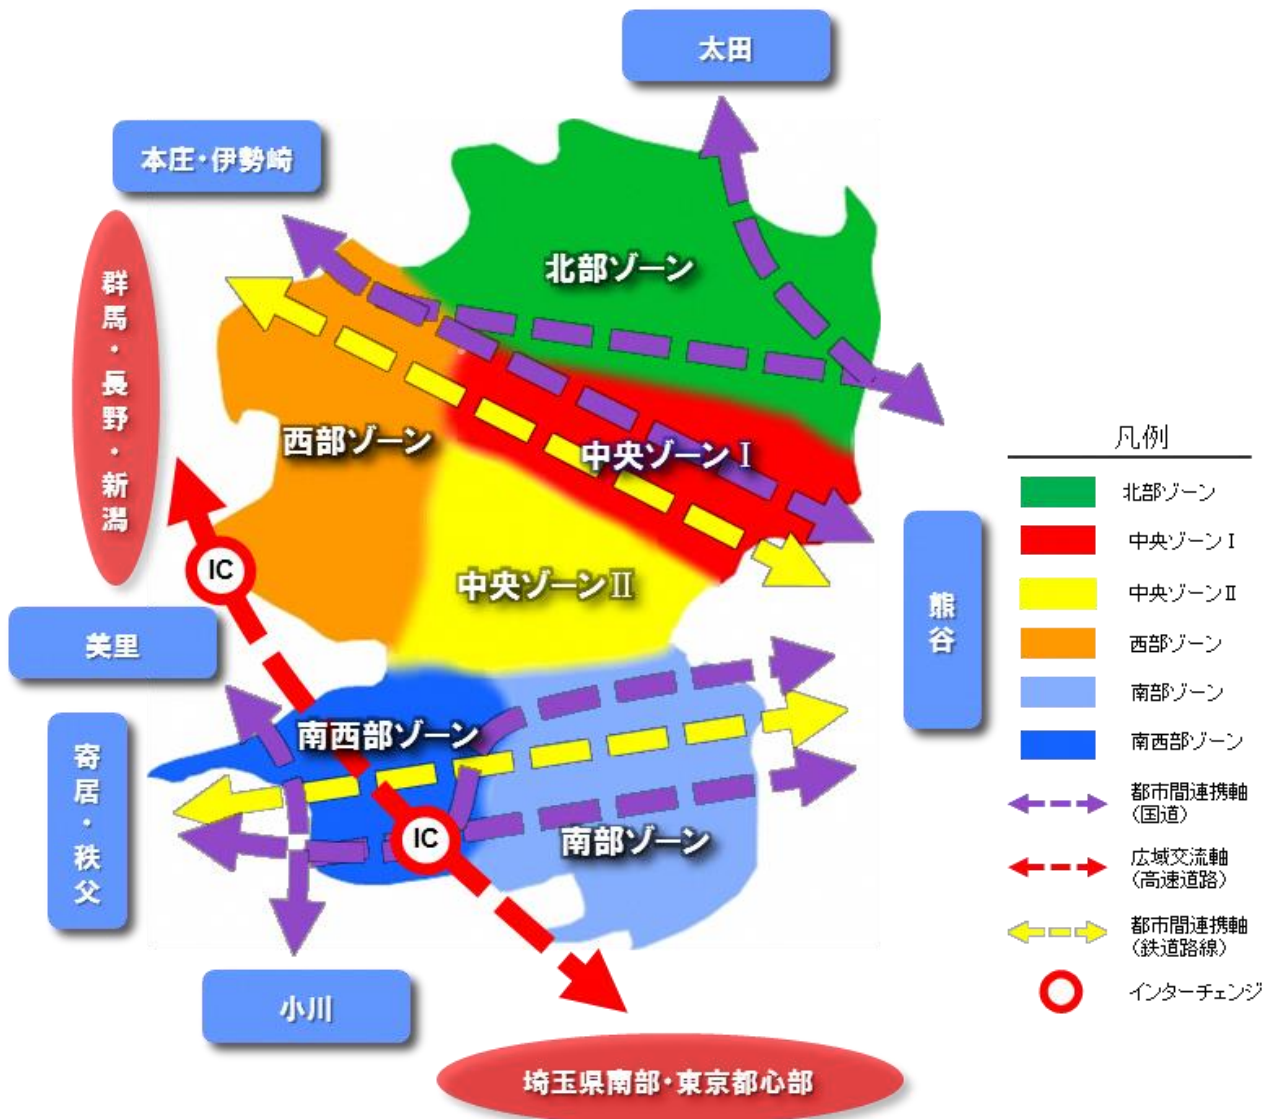 太田
本庄・伊勢崎
群馬・長野・新潟
北部ゾーン
西部ゾーン
中央ゾーンⅠ
中央ゾーンⅡ
IC
美里
熊谷
寄居・秩父
南西部ゾーン
IC
南部ゾーン
小川
埼玉県南部・東京都心部
凡例
北部ゾーン
中央ゾーンⅠ
中央ゾーンⅡ
西部ゾーン
南部ゾーン
南西部ゾーン
都市間連携軸
(国道)
広域交流軸
(高速道路)
都市間連携軸
(鉄道路線)
インターチェンジ